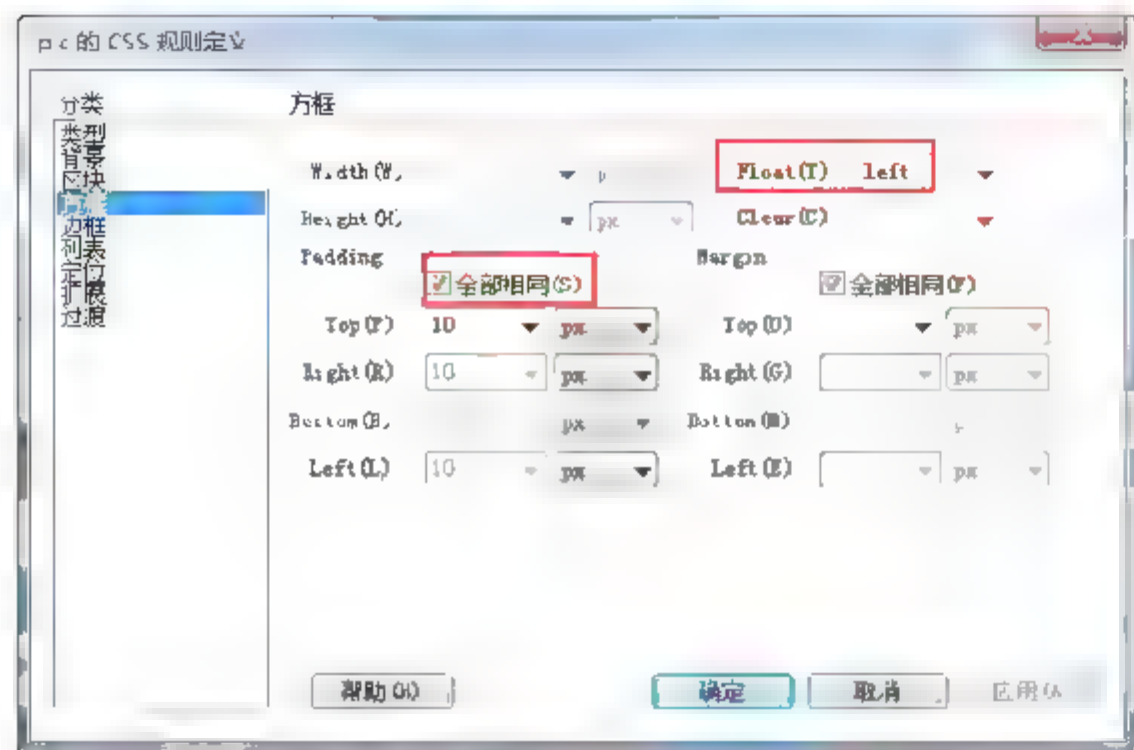 的 CSS 规则定义
分类
类型
背景
区块
方框
边框
列表
定位
扩展
过渡
方框
Float(T) left
px Clear(C)
Padding Margin
全部相同(S) 全部相同(F)
Top(P) 10 px Top(O) px
Right(R) 10 px Right(G) px
px
Left(L) 10 px Left(E) px
帮助 确定 取消